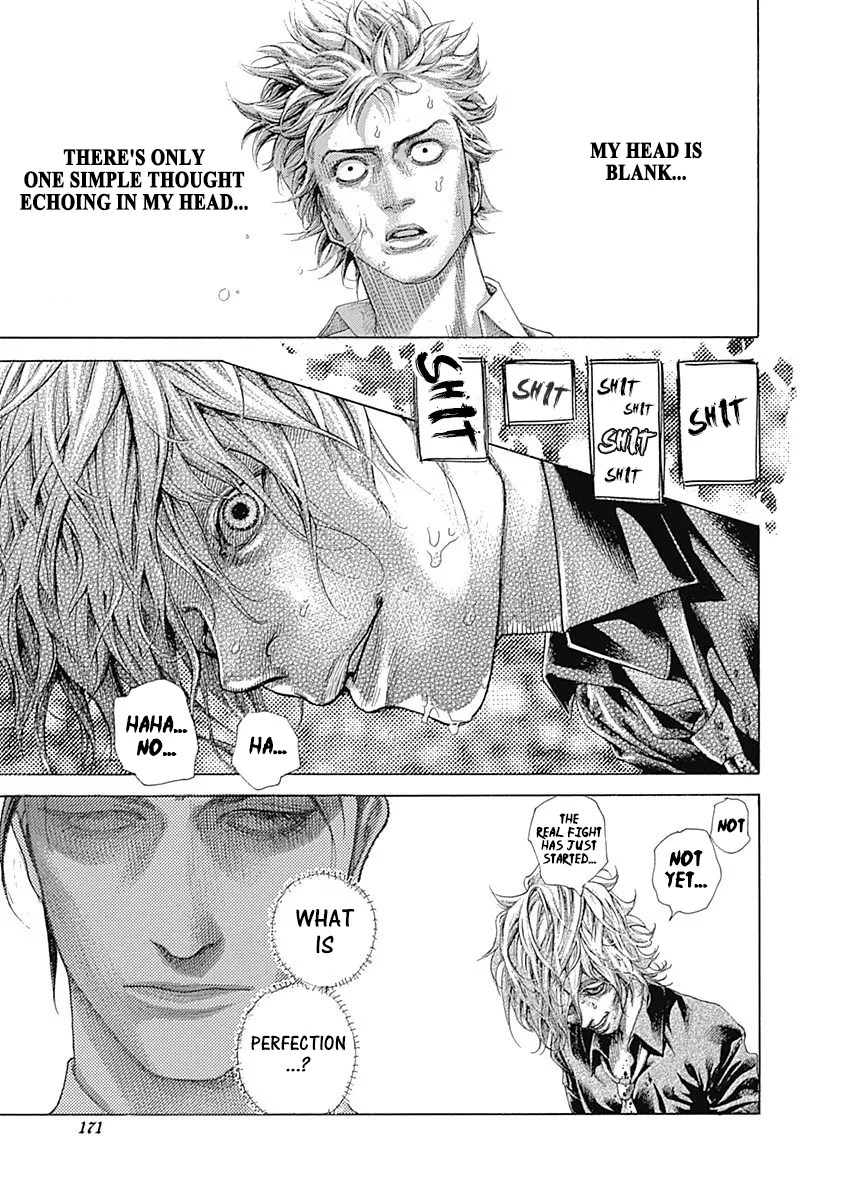 MY HEAD IS
BLANK...
THERE'S ONLY
ONE SIMPLE THOUGHT
ECHOING IN MY HEAD...
SHIT
SHIT
SHIT
SHIT
SHIT
SHIT
SHIT
HAHA...
NO...
HA...
NOT
NOT
YET...
THE
REAL FIGHT
HAS JUST
STARTED...
WHAT
IS
PERFECTION
...?
171